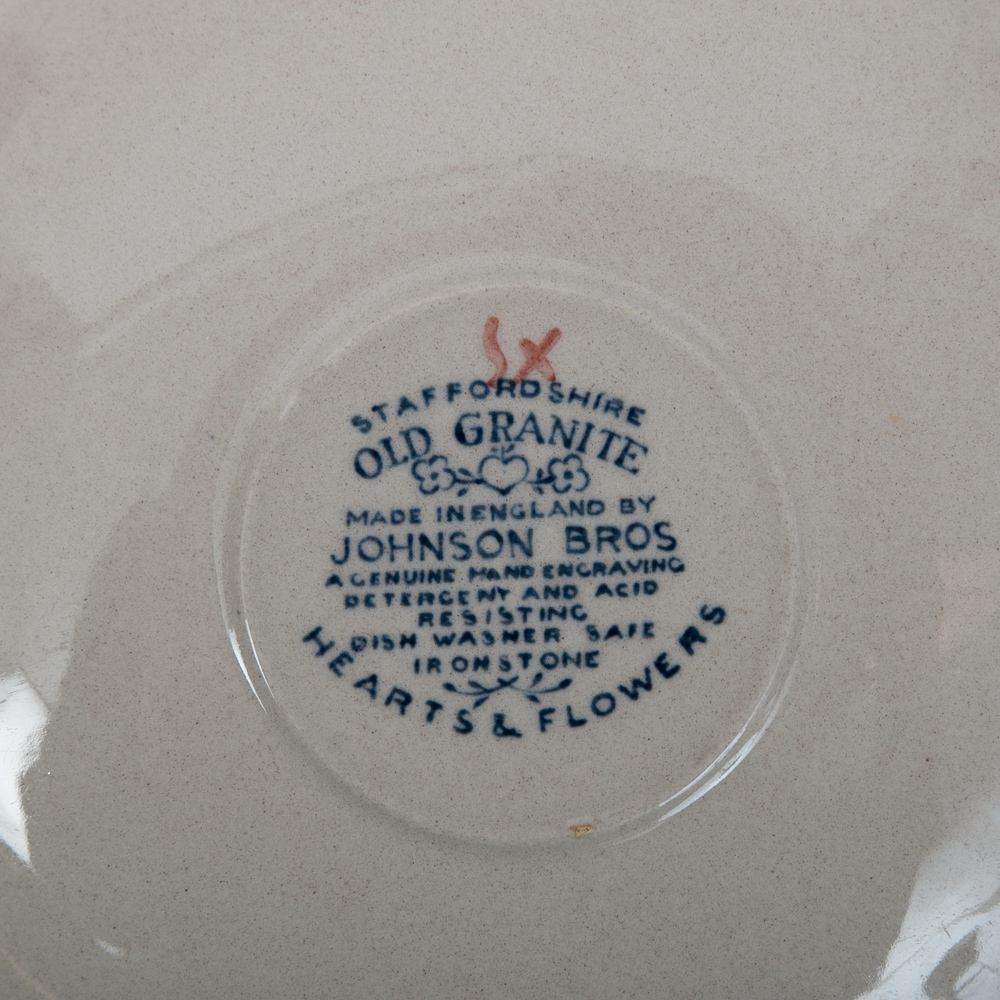 SX
STAFFORDSHIRE
OLD GRANITE
MADE IN ENGLAND BY
JOHNSON BROS
A GENUINE HAND ENGRAVING
DETERGENT AND ACID
RESISTING
DISH WASHER SAFE
IRONSTONE
HEARTS & FLOWERS